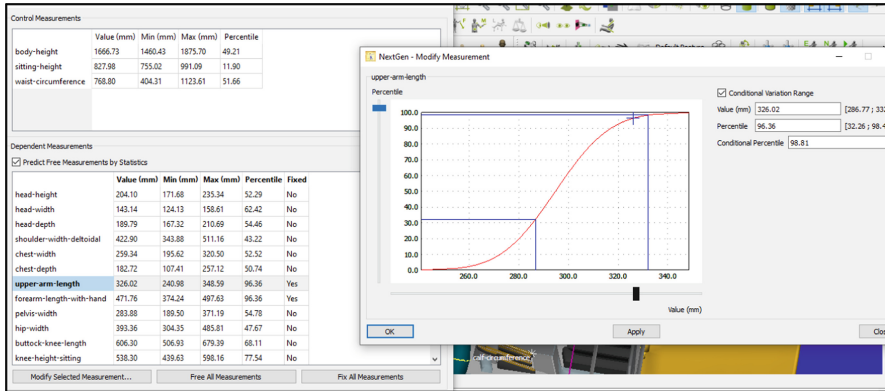 Control Measurements
Value (mm) Min (mm) Max (mm) Percentile
body-height 1666.73 1460.43 1875.70 49.21
sitting-height 827.98 755.02 991.09 11.90
waist-circumference 768.80 404.31 1123.61 51.66
Dependent Measurements
Predict Free Measurements by Statistics
Value (mm) Min (mm) Max (mm) Percentile Fixed
head-height 204.10 171.68 235.34 52.29 No
head-width 143.14 124.13 158.61 62.42 No
head-depth 189.79 167.32 210.69 54.46 No
shoulder-width-deltoidal 422.90 343.88 511.16 43.22 No
chest-width 259.34 195.62 320.50 52.52 No
chest-depth 182.72 107.41 257.12 50.74 No
upper-arm-length 326.02 240.98 348.59 96.36 Yes
forearm-length-with-hand 471.76 374.24 497.63 96.36 Yes
pelvis-width 283.88 189.50 371.19 54.78 No
hip-width 393.36 304.35 485.81 47.67 No
buttock-knee-length 606.30 506.93 679.39 68.11 No
knee-height-sitting 538.30 439.63 598.16 77.54 No
Modify Selected Measurement... Free All Measurements Fix All Measurements
NextGen - Modify Measurement
upper-arm-length
Percentile
100.0
90.0
80.0
70.0
60.0
50.0
40.0
30.0
20.0
10.0
0.0
260.0 280.0 300.0 320.0 340.0
Value (mm)
Conditional Variation Range
Value (mm) 326.02 [286.77 ; 332
Percentile 96.36 [32.26 ; 98.4
Conditional Percentile 98.81
OK Apply Clos
calf-circumference